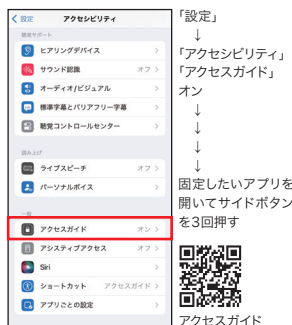 設定
アクセシビリティ
聴覚サポート
ヒアリングデバイス
サウンド認識 オフ
オーディオ/ビジュアル
標準字幕とバリアフリー字幕
聴覚コントロールセンター
読み上げ
ライブスピーチ オフ
パーソナルボイス
一般
アクセスガイド オン
アシスティブアクセス オフ
Siri
ショートカット アクセスガイド
アプリごとの設定
「設定」
↓
「アクセシビリティ」
「アクセスガイド」
オン
↓
↓
↓
↓
固定したいアプリを
開いてサイドボタン
を3回押す
アクセスガイド